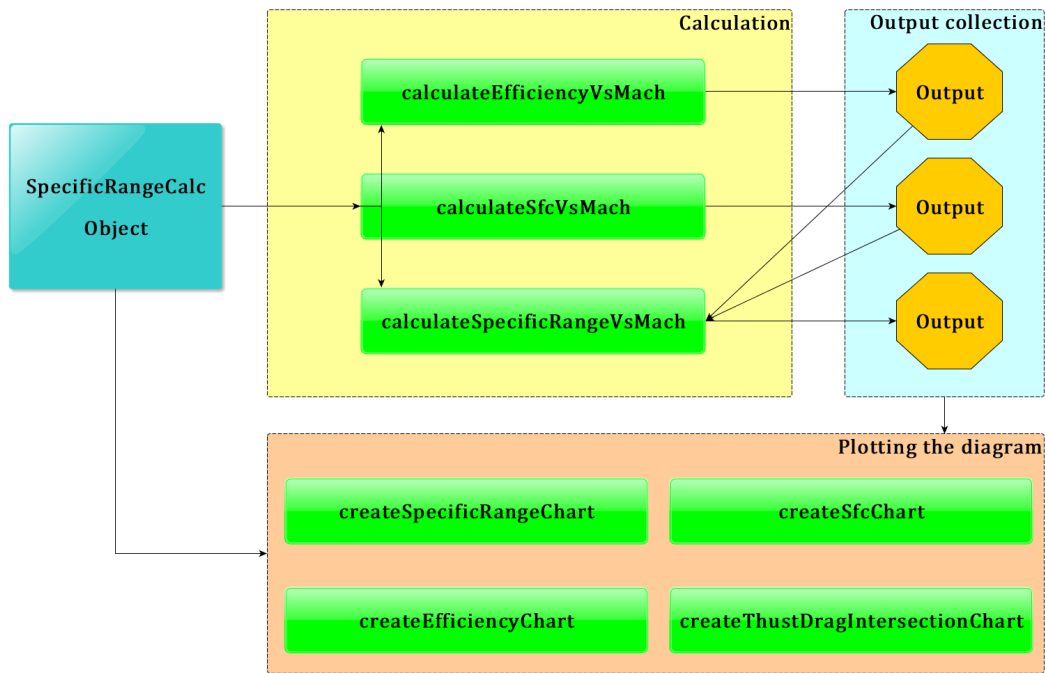 Calculation
Output collection
calculateEfficiencyVsMach
Output
SpecificRangeCalc
Object
calculateSfcVsMach
Output
calculateSpecificRangeVsMach
Output
Plotting the diagram
createSpecificRangeChart
createSfcChart
createEfficiencyChart
createThustDragIntersectionChart